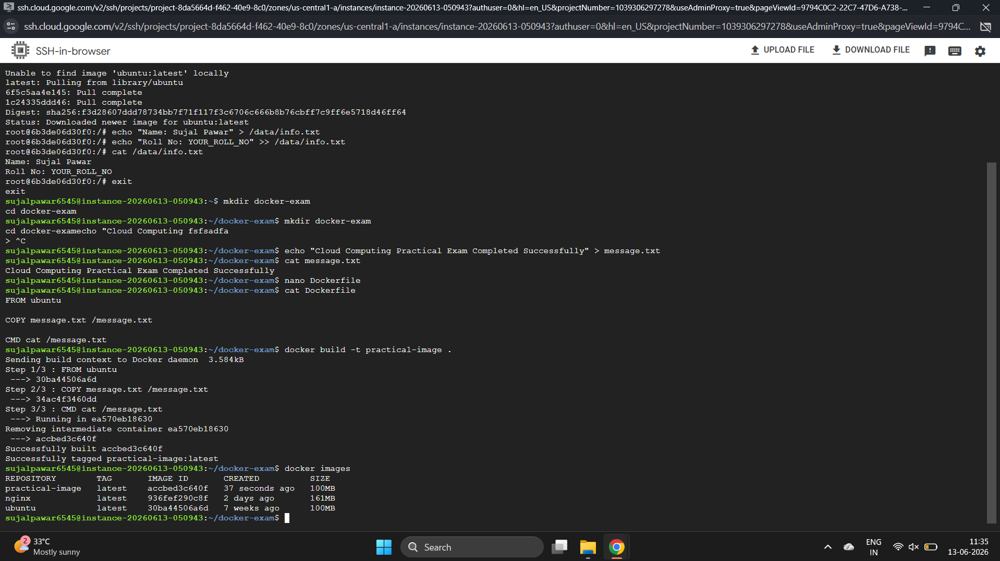 ssh.cloud.google.com/v2/ssh/projects/project-8da5664d-f462-40e9-8c0/zones/us-central1-a/instances/instance-20260613-050943?authuser=0&hl=en_US&projectNumber=1039306297278&useAdminProxy=true&pageViewId=9794C0C2-22C7-47D6-A738-...
ssh.cloud.google.com/v2/ssh/projects/project-8da5664d-f462-40e9-8c0/zones/us-central1-a/instances/instance-20260613-050943?authuser=0&hl=en_US&projectNumber=1039306297278&useAdminProxy=true&pageViewId=9794C...
SSH-in-browser UPLOAD FILE DOWNLOAD FILE
Unable to find image 'ubuntu:latest' locally
latest: Pulling from library/ubuntu
6f5c5aa4e145: Pull complete
1c24335ddd46: Pull complete
Digest: sha256:f3d28607ddd78734bb7f71f117f3c6706c666b8b76cbff7c9ff6e5718d46ff64
Status: Downloaded newer image for ubuntu:latest
root@6b3de06d30f0:/# echo "Name: Sujal Pawar" > /data/info.txt
root@6b3de06d30f0:/# echo "Roll No: YOUR_ROLL_NO" >> /data/info.txt
root@6b3de06d30f0:/# cat /data/info.txt
Name: Sujal Pawar
Roll No: YOUR_ROLL_NO
root@6b3de06d30f0:/# exit
exit
sujalpawar6545@instance-20260613-050943:~$ mkdir docker-exam
cd docker-exam
sujalpawar6545@instance-20260613-050943:~/docker-exam$ mkdir docker-exam
cd docker-examecho "Cloud Computing fsfsadfa
> ^C
sujalpawar6545@instance-20260613-050943:~/docker-exam$ echo "Cloud Computing Practical Exam Completed Successfully" > message.txt
sujalpawar6545@instance-20260613-050943:~/docker-exam$ cat message.txt
Cloud Computing Practical Exam Completed Successfully
sujalpawar6545@instance-20260613-050943:~/docker-exam$ nano Dockerfile
sujalpawar6545@instance-20260613-050943:~/docker-exam$ cat Dockerfile
FROM ubuntu
COPY message.txt /message.txt
CMD cat /message.txt
sujalpawar6545@instance-20260613-050943:~/docker-exam$ docker build -t practical-image .
Sending build context to Docker daemon  3.584kB
Step 1/3 : FROM ubuntu
 ---> 30ba44506a6d
Step 2/3 : COPY message.txt /message.txt
 ---> 34ac4f3460dd
Step 3/3 : CMD cat /message.txt
 ---> Running in ea570eb18630
Removing intermediate container ea570eb18630
 ---> accbed3c640f
Successfully built accbed3c640f
Successfully tagged practical-image:latest
sujalpawar6545@instance-20260613-050943:~/docker-exam$ docker images
REPOSITORY        TAG       IMAGE ID       CREATED          SIZE
practical-image   latest    accbed3c640f   37 seconds ago   100MB
nginx             latest    936fef290c8f   2 days ago       161MB
ubuntu            latest    30ba44506a6d   7 weeks ago      100MB
sujalpawar6545@instance-20260613-050943:~/docker-exam$
2 33°C
Mostly sunny
Search
ENG
IN
11:35
13-06-2026